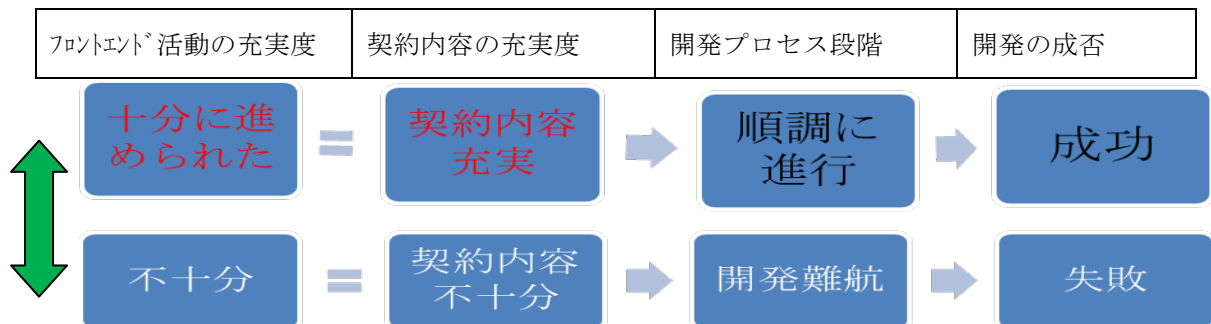 ﾌﾛﾝﾄｴﾝﾄﾞ活動の充実度
契約内容の充実度
開発プロセス段階
開発の成否
十分に進
められた
=
契約内容
充実
順調に
進行
成功
不十分
=
契約内容
不十分
開発難航
失敗